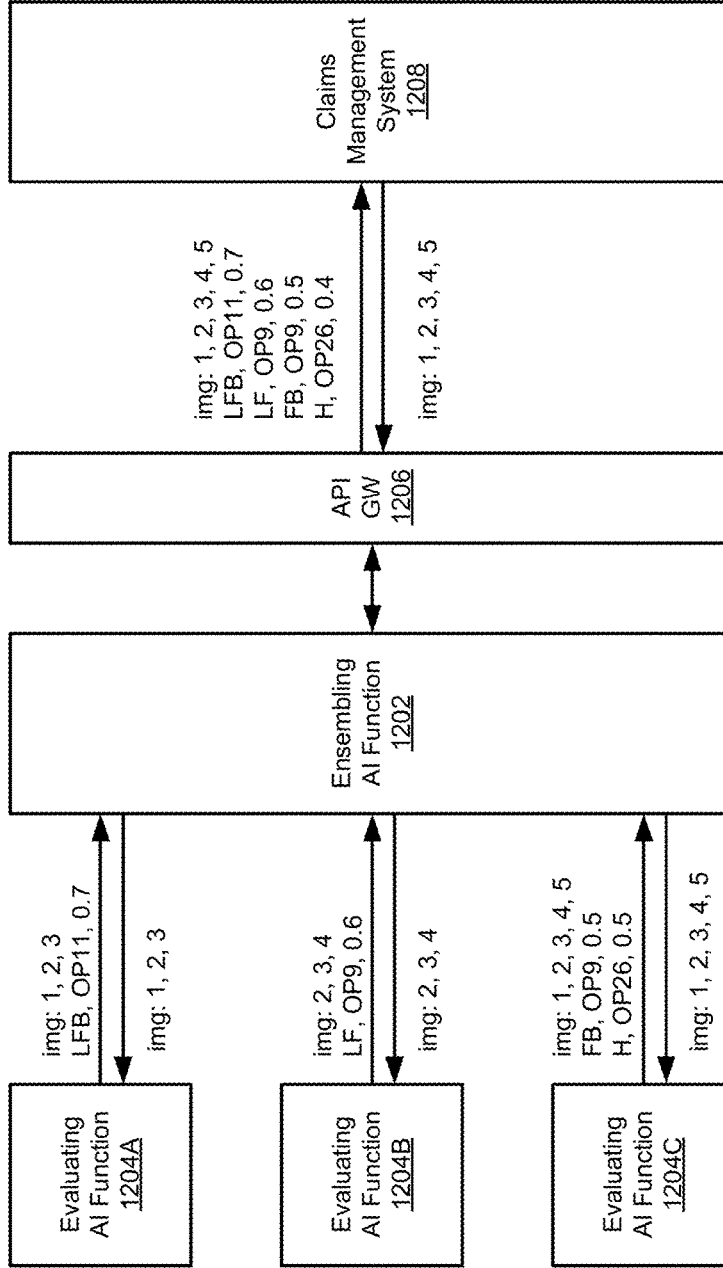 Evaluating
AI Function
1204A
img: 1, 2, 3
LFB, OP11, 0.7
img: 1, 2, 3
Evaluating
AI Function
1204B
img: 2, 3, 4
LF, OP9, 0.6
img: 2, 3, 4
Evaluating
AI Function
1204C
img: 1, 2, 3, 4, 5
FB, OP9, 0.5
H, OP26, 0.5
img: 1, 2, 3, 4, 5
Ensembling
AI Function
1202
API
GW
1206
img: 1, 2, 3, 4, 5
LFB, OP11, 0.7
LF, OP9, 0.6
FB, OP9, 0.5
H, OP26, 0.4
img: 1, 2, 3, 4, 5
Claims
Management
System
1208